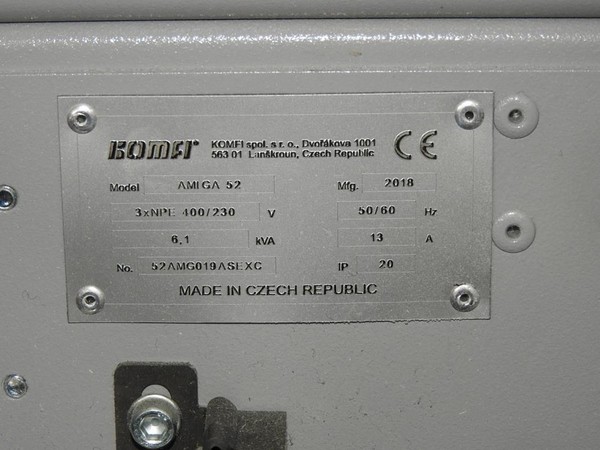 KOMFI® KOMFI spol. s r. o., Dvořákova 1001 CE
563 01 Lanškroun, Czech Republic
Model AMIGA 52 Mfg. 2018
3xNPE 400/230 V 50/60 Hz
6.1 kVA 13 A
No. 52AMG019ASEXC IP 20
MADE IN CZECH REPUBLIC